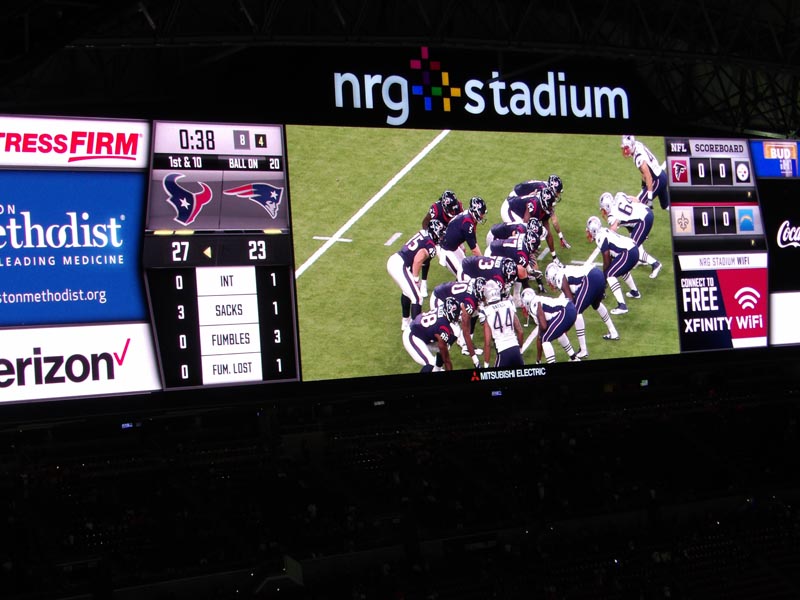 nrg stadium
TRESSFIRM
ethodist
LEADING MEDICINE
stonmethodist.org
erizon
0:38 8 4
1st & 10 BALL ON 20
27 23
0 INT 1
3 SACKS 1
0 FUMBLES 3
0 FUM. LOST 1
44
MITSUBISHI ELECTRIC
NFL SCOREBOARD
0 0
0 0
NRG STADIUM WIFI
CONNECT TO
FREE
XFINITY WiFi
BUD
Coca